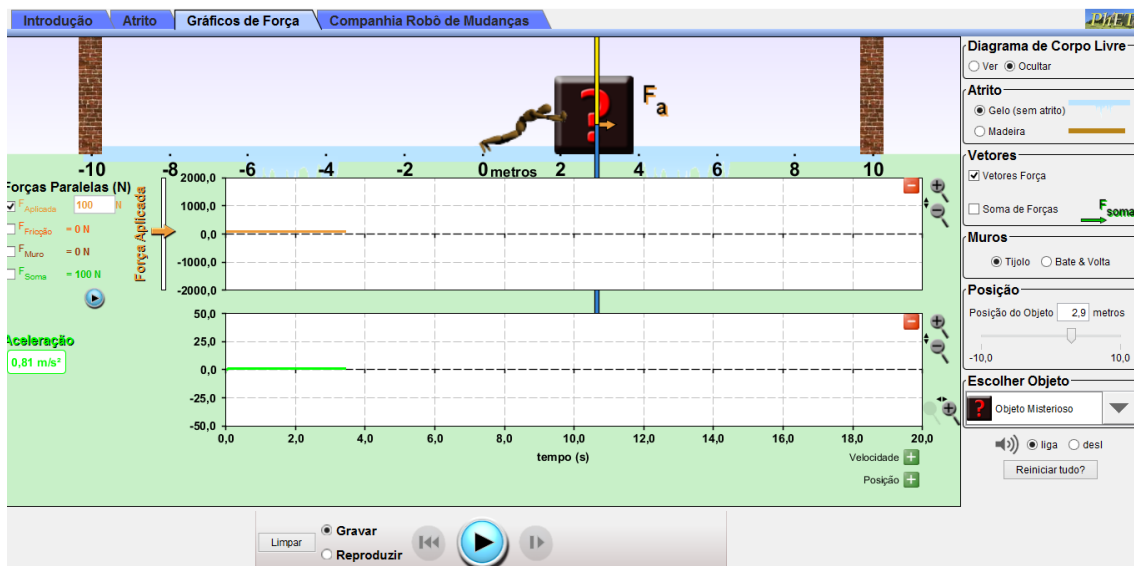 Introdução Atrito Gráficos de Força Companhia Robô de Mudanças PhET
Diagrama de Corpo Livre
Ver Ocultar
Atrito
Gelo (sem atrito)
Madeira
Vetores
Vetores Força
Soma de Forças F soma
Muros
Tijolo Bate & Volta
Posição
Posição do Objeto 2,9 metros
-10,0 10,0
Escolher Objeto
? Objeto Misterioso
liga desl
Reiniciar tudo?
? Fa
-10 -8 -6 -4 -2 0 metros 2 4 6 8 10
Forças Paralelas (N)
F Aplicada 100 N
F Fricção = 0 N
F Muro = 0 N
F Soma = 100 N
Força Aplicada
2000,0
1000,0
0,0
-1000,0
-2000,0
Aceleração
0,81 m/s²
50,0
25,0
0,0
-25,0
-50,0
0,0 2,0 4,0 6,0 8,0 10,0 12,0 14,0 16,0 18,0 20,0
tempo (s)
Velocidade
Posição
Limpar
Gravar
Reproduzir